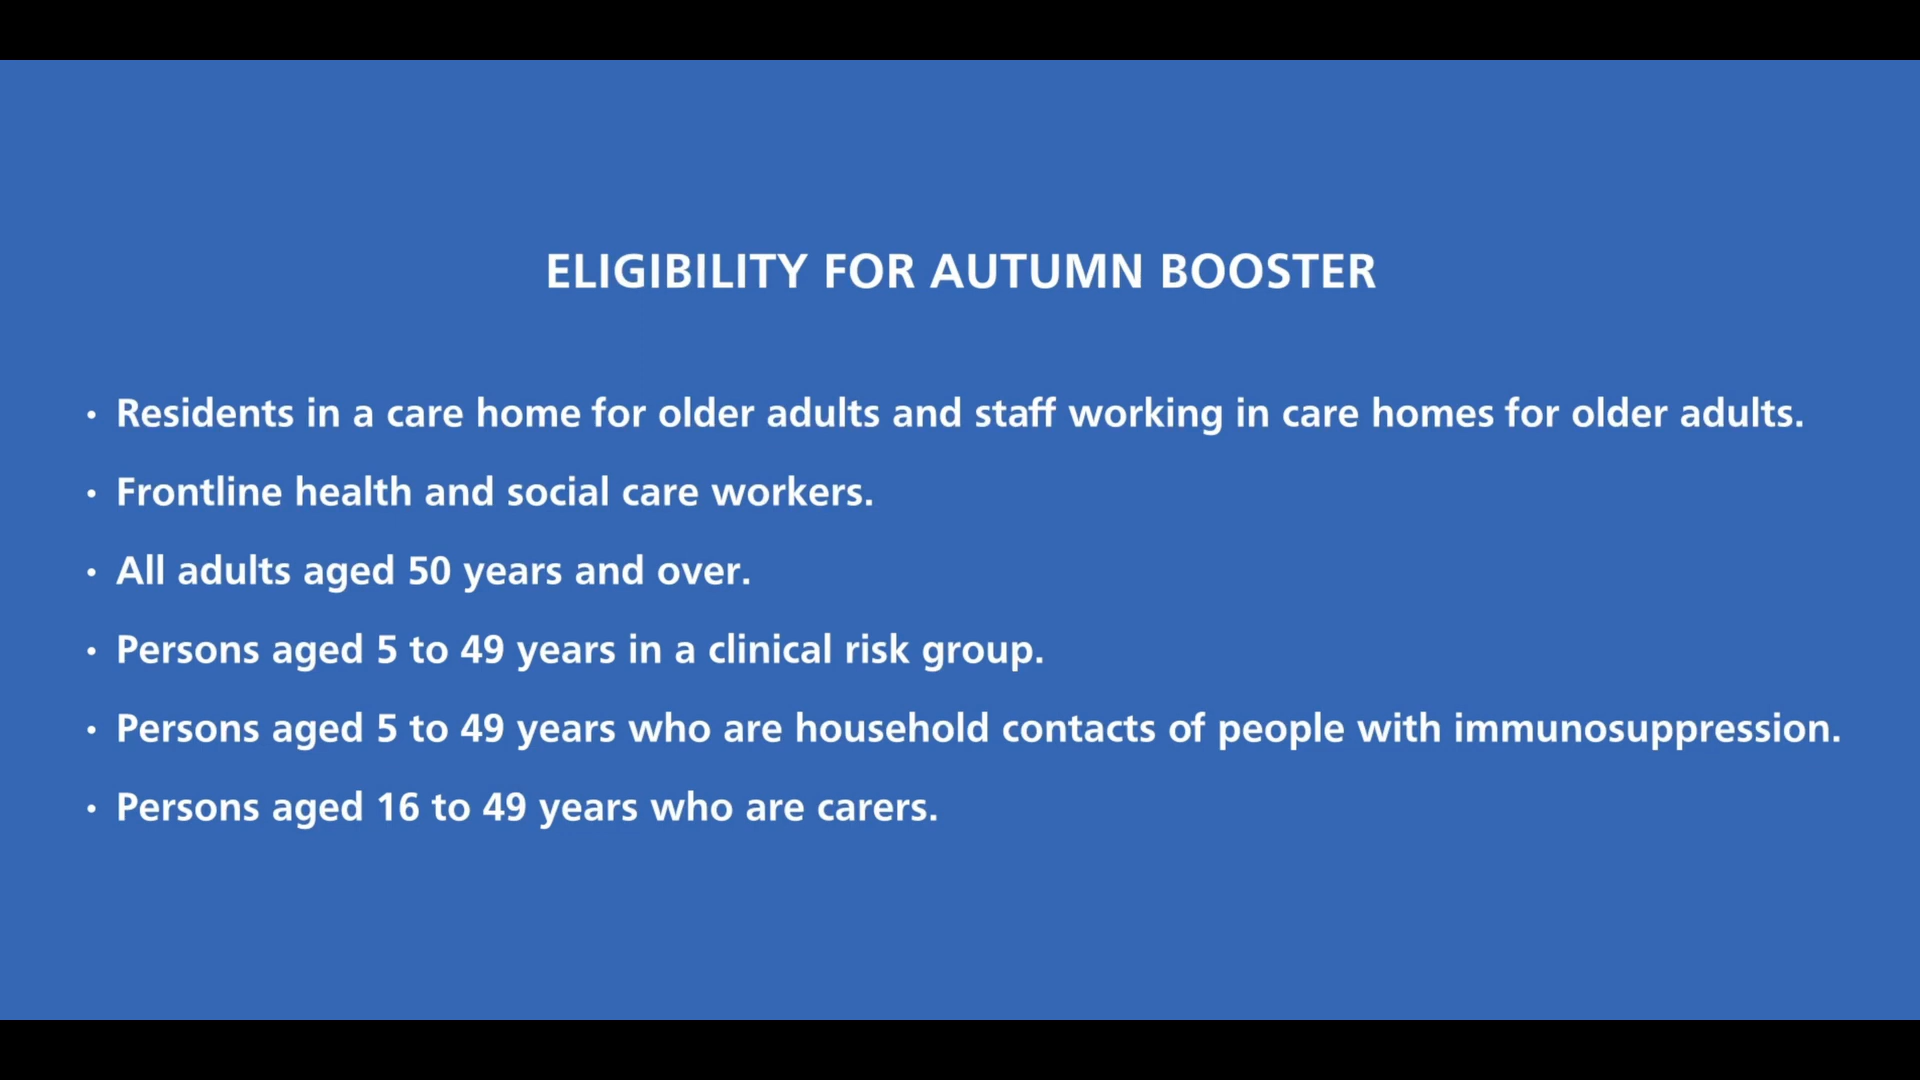 ELIGIBILITY FOR AUTUMN BOOSTER
• Residents in a care home for older adults and staff working in care homes for older adults.
• Frontline health and social care workers.
• All adults aged 50 years and over.
• Persons aged 5 to 49 years in a clinical risk group.
• Persons aged 5 to 49 years who are household contacts of people with immunosuppression.
• Persons aged 16 to 49 years who are carers.